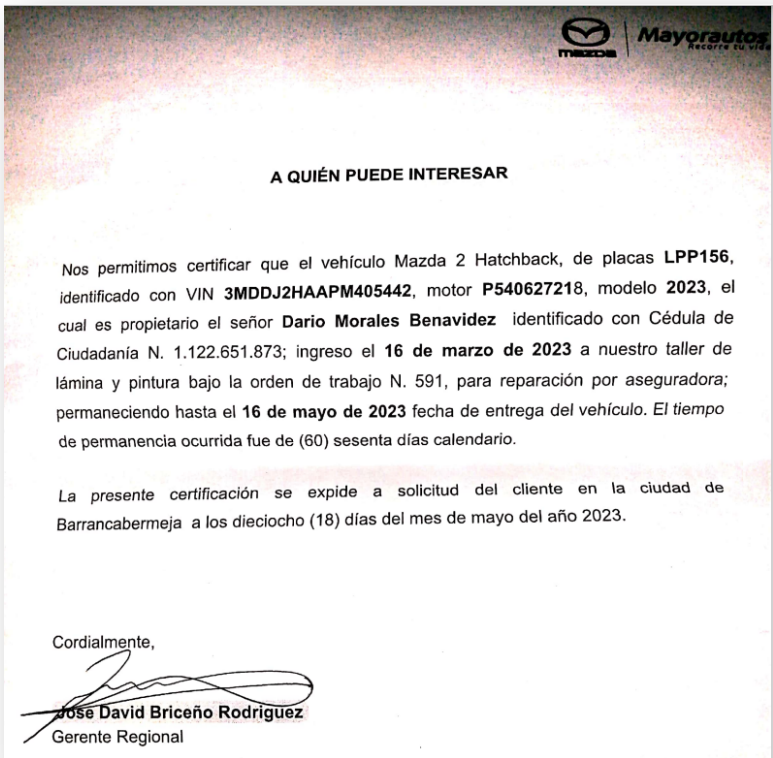 mazda
Mayorautos
Recorre tu vida
A QUIÉN PUEDE INTERESAR
Nos permitimos certificar que el vehículo Mazda 2 Hatchback, de placas LPP156,
identificado con VIN 3MDDJ2HAAPM405442, motor P540627218, modelo 2023, el
cual es propietario el señor Dario Morales Benavidez identificado con Cédula de
Ciudadanía N. 1.122.651.873; ingreso el 16 de marzo de 2023 a nuestro taller de
lámina y pintura bajo la orden de trabajo N. 591, para reparación por aseguradora;
permaneciendo hasta el 16 de mayo de 2023 fecha de entrega del vehículo. El tiempo
de permanencia ocurrida fue de (60) sesenta días calendario.
La presente certificación se expide a solicitud del cliente en la ciudad de
Barrancabermeja a los dieciocho (18) días del mes de mayo del año 2023.
Cordialmente,
Jose David Briceño Rodriguez
Gerente Regional